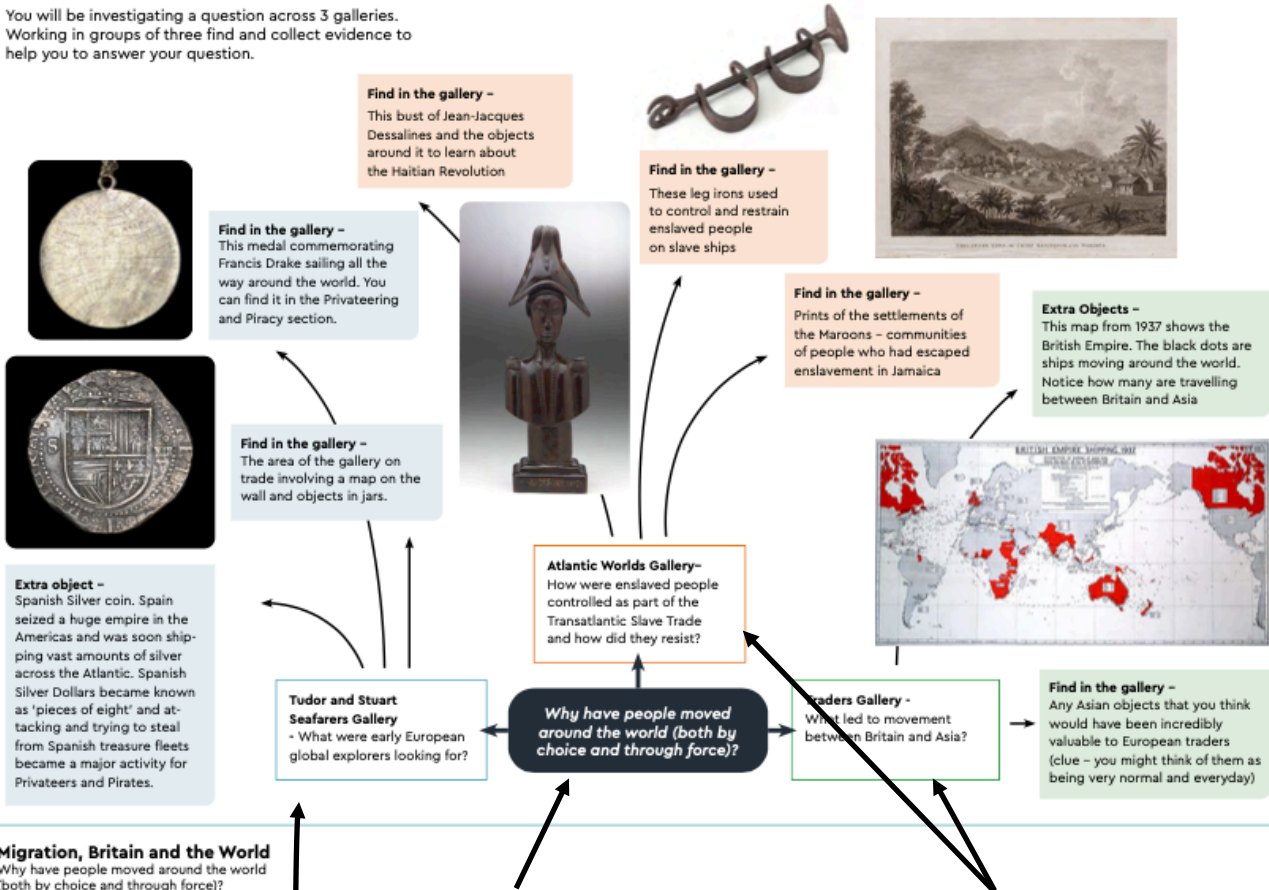 You will be investigating a question across 3 galleries.
Working in groups of three find and collect evidence to
help you to answer your question.
Find in the gallery –
This bust of Jean-Jacques
Dessalines and the objects
around it to learn about
the Haitian Revolution
Find in the gallery –
These leg irons used
to control and restrain
enslaved people
on slave ships
Find in the gallery –
This medal commemorating
Francis Drake sailing all the
way around the world. You
can find it in the Privateering
and Piracy section.
Find in the gallery –
Prints of the settlements of
the Maroons – communities
of people who had escaped
enslavement in Jamaica
Extra Objects –
This map from 1937 shows the
British Empire. The black dots are
ships moving around the world.
Notice how many are travelling
between Britain and Asia
Find in the gallery –
The area of the gallery on
trade involving a map on the
wall and objects in jars.
BRITISH EMPIRE SHIPPING 1937
Extra object –
Spanish Silver coin. Spain
seized a huge empire in the
Americas and was soon ship-
ping vast amounts of silver
across the Atlantic. Spanish
Silver Dollars became known
as 'pieces of eight' and at-
tacking and trying to steal
from Spanish treasure fleets
became a major activity for
Privateers and Pirates.
Atlantic Worlds Gallery–
How were enslaved people
controlled as part of the
Transatlantic Slave Trade
and how did they resist?
Tudor and Stuart
Seafarers Gallery
- What were early European
global explorers looking for?
Why have people moved
around the world (both by
choice and through force)?
Traders Gallery -
What led to movement
between Britain and Asia?
Find in the gallery –
Any Asian objects that you think
would have been incredibly
valuable to European traders
(clue – you might think of them as
being very normal and everyday)
Migration, Britain and the World
Why have people moved around the world
(both by choice and through force)?